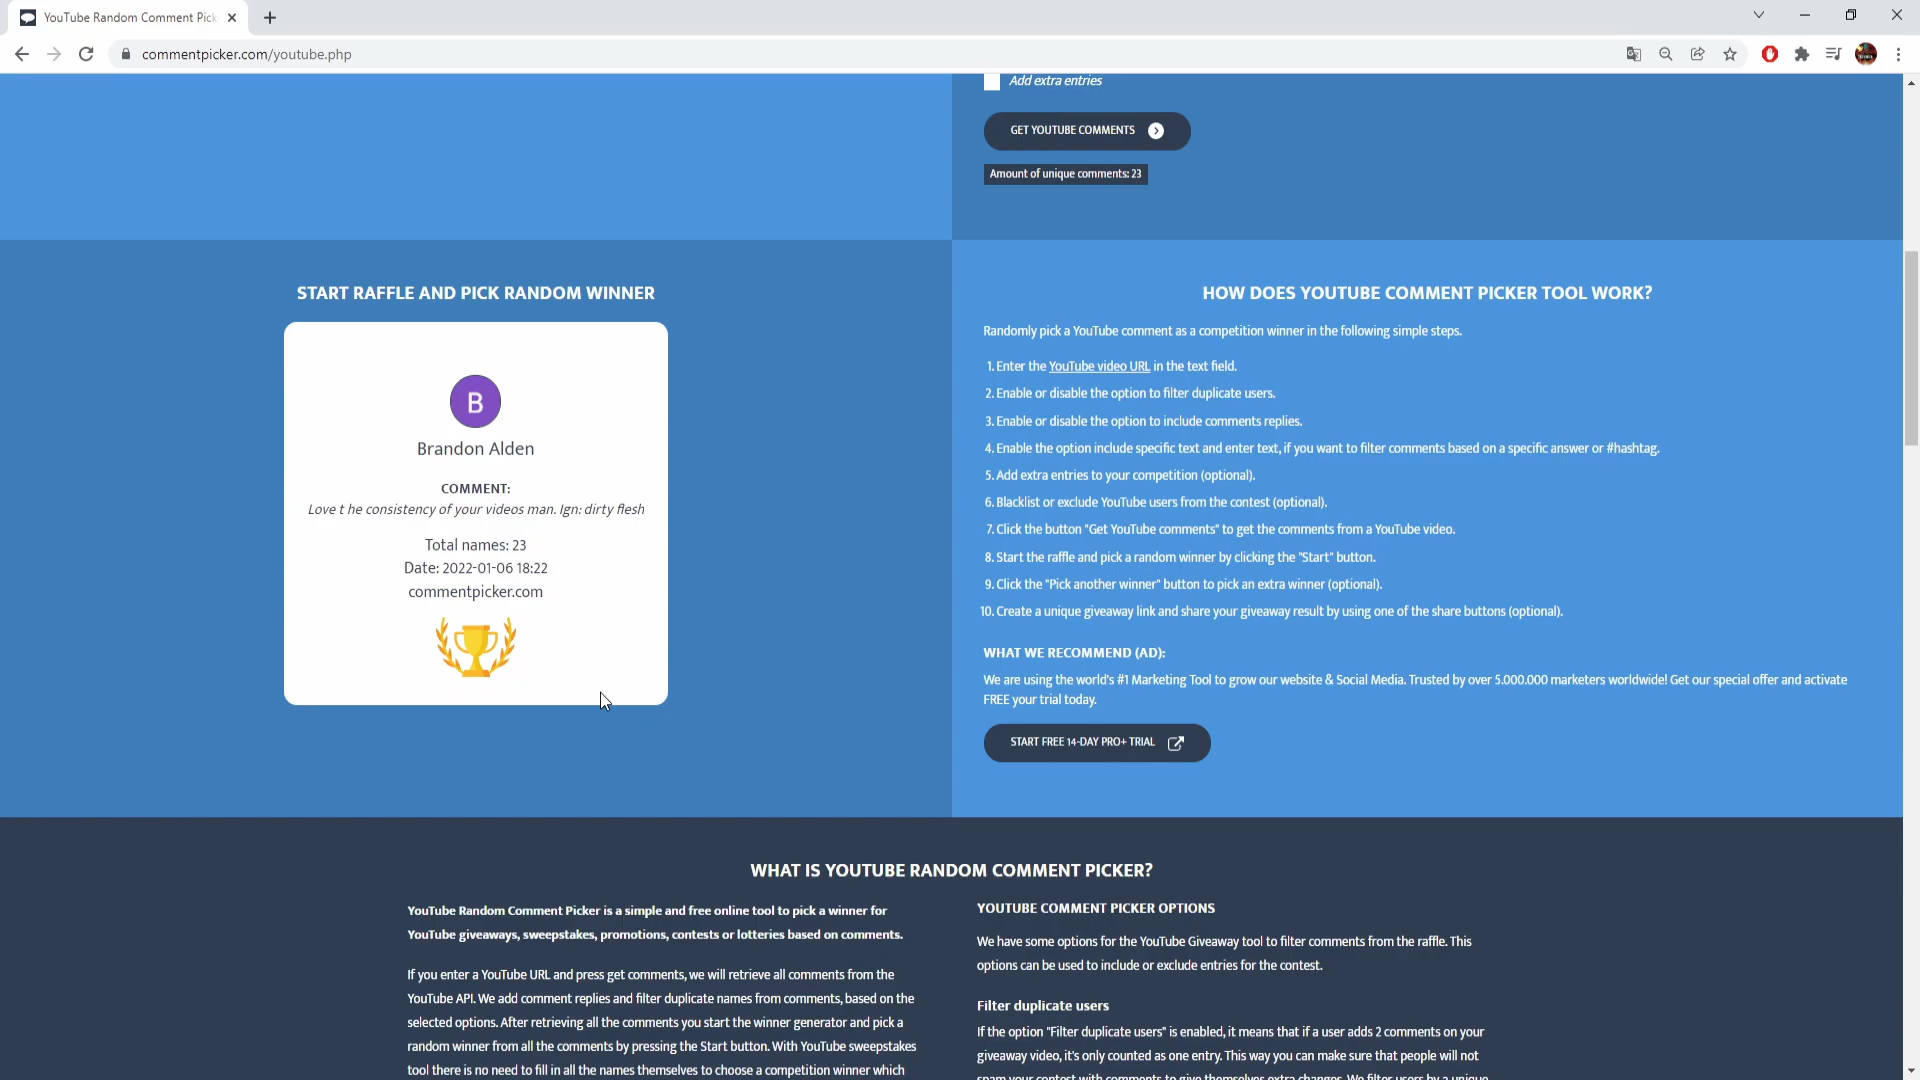 YouTube Random Comment Pick
commentpicker.com/youtube.php
Add extra entries
GET YOUTUBE COMMENTS
Amount of unique comments: 23
START RAFFLE AND PICK RANDOM WINNER
B
Brandon Alden
COMMENT:
Love t he consistency of your videos man. Ign: dirty flesh
Total names: 23
Date: 2022-01-06 18:22
commentpicker.com
HOW DOES YOUTUBE COMMENT PICKER TOOL WORK?
Randomly pick a YouTube comment as a competition winner in the following simple steps.
1. Enter the YouTube video URL in the text field.
2. Enable or disable the option to filter duplicate users.
3. Enable or disable the option to include comments replies.
4. Enable the option include specific text and enter text, if you want to filter comments based on a specific answer or #hashtag.
5. Add extra entries to your competition (optional).
6. Blacklist or exclude YouTube users from the contest (optional).
7. Click the button "Get YouTube comments" to get the comments from a YouTube video.
8. Start the raffle and pick a random winner by clicking the "Start" button.
9. Click the "Pick another winner" button to pick an extra winner (optional).
10. Create a unique giveaway link and share your giveaway result by using one of the share buttons (optional).
WHAT WE RECOMMEND (AD):
We are using the world's #1 Marketing Tool to grow our website & Social Media. Trusted by over 5.000.000 marketers worldwide! Get our special offer and activate
FREE your trial today.
START FREE 14-DAY PRO+ TRIAL
WHAT IS YOUTUBE RANDOM COMMENT PICKER?
YouTube Random Comment Picker is a simple and free online tool to pick a winner for
YouTube giveaways, sweepstakes, promotions, contests or lotteries based on comments.
If you enter a YouTube URL and press get comments, we will retrieve all comments from the
YouTube API. We add comment replies and filter duplicate names from comments, based on the
selected options. After retrieving all the comments you start the winner generator and pick a
random winner from all the comments by pressing the Start button. With YouTube sweepstakes
tool there is no need to fill in all the names themselves to choose a competition winner which
YOUTUBE COMMENT PICKER OPTIONS
We have some options for the YouTube Giveaway tool to filter comments from the raffle. This
options can be used to include or exclude entries for the contest.
Filter duplicate users
If the option "Filter duplicate users" is enabled, it means that if a user adds 2 comments on your
giveaway video, it's only counted as one entry. This way you can make sure that people will not
spam your contest with comments to give themselves extra changes. We filter users by a unique